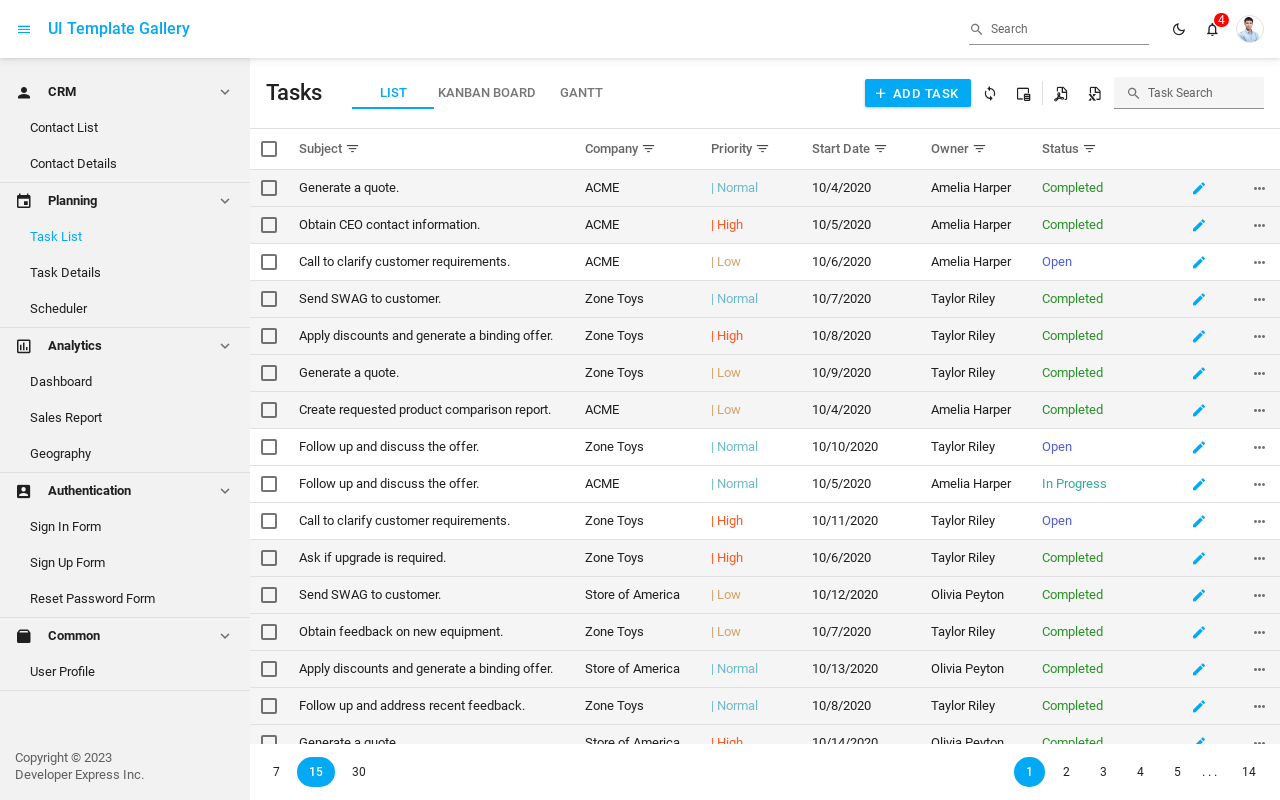 UI Template Gallery
Search
4
CRM
Contact List
Contact Details
Planning
Task List
Task Details
Scheduler
Analytics
Dashboard
Sales Report
Geography
Authentication
Sign In Form
Sign Up Form
Reset Password Form
Common
User Profile
Copyright © 2023
Developer Express Inc.
Tasks LIST KANBAN BOARD GANTT ADD TASK Task Search
Subject Company Priority Start Date Owner Status
Generate a quote. ACME | Normal 10/4/2020 Amelia Harper Completed
Obtain CEO contact information. ACME | High 10/5/2020 Amelia Harper Completed
Call to clarify customer requirements. ACME | Low 10/6/2020 Amelia Harper Open
Send SWAG to customer. Zone Toys | Normal 10/7/2020 Taylor Riley Completed
Apply discounts and generate a binding offer. Zone Toys | High 10/8/2020 Taylor Riley Completed
Generate a quote. Zone Toys | Low 10/9/2020 Taylor Riley Completed
Create requested product comparison report. ACME | Low 10/4/2020 Amelia Harper Completed
Follow up and discuss the offer. Zone Toys | Normal 10/10/2020 Taylor Riley Open
Follow up and discuss the offer. ACME | Normal 10/5/2020 Amelia Harper In Progress
Call to clarify customer requirements. Zone Toys | High 10/11/2020 Taylor Riley Open
Ask if upgrade is required. Zone Toys | High 10/6/2020 Taylor Riley Completed
Send SWAG to customer. Store of America | Low 10/12/2020 Olivia Peyton Completed
Obtain feedback on new equipment. Zone Toys | Low 10/7/2020 Taylor Riley Completed
Apply discounts and generate a binding offer. Store of America | Normal 10/13/2020 Olivia Peyton Completed
Follow up and address recent feedback. Zone Toys | Normal 10/8/2020 Taylor Riley Completed
Generate a quote. Store of America | High 10/14/2020 Olivia Peyton Completed
7 15 30 1 2 3 4 5 ... 14